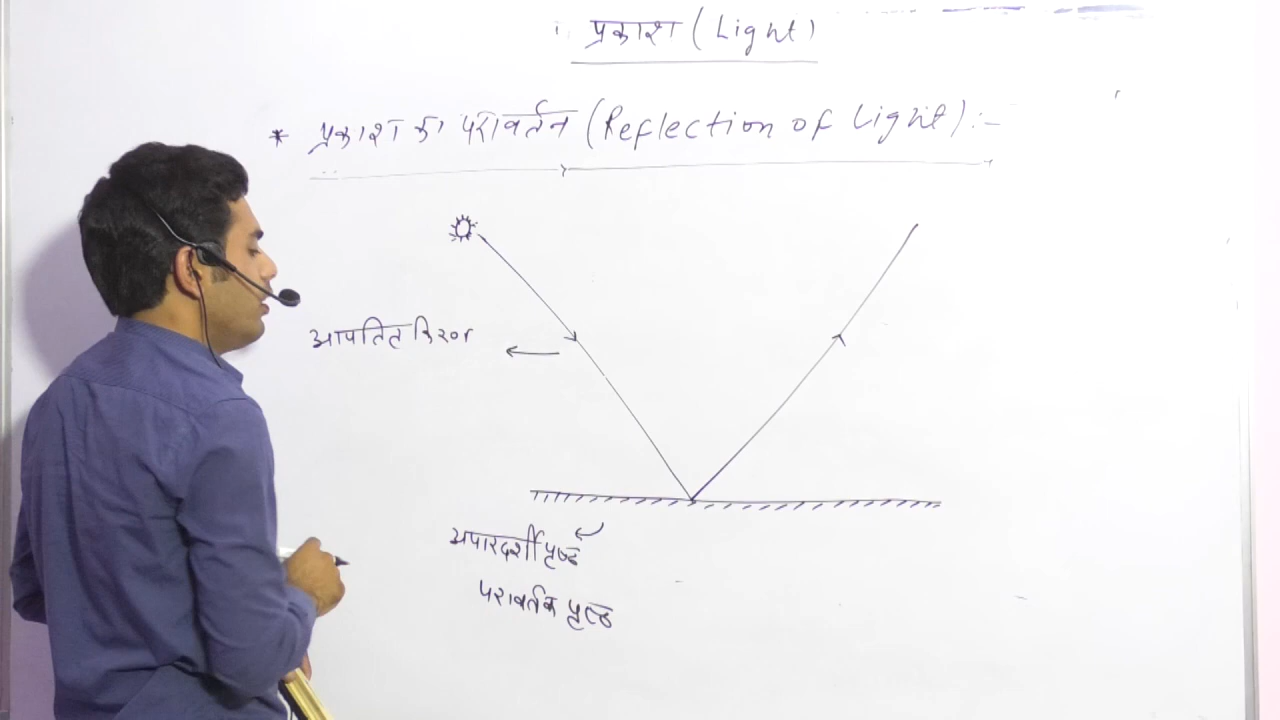 प्रकाश (Light)
* प्रकाश का परावर्तन (Reflection of Light) :-
आपतित किरण
अपारदर्शी पृष्ठ
परावर्तक पृष्ठ